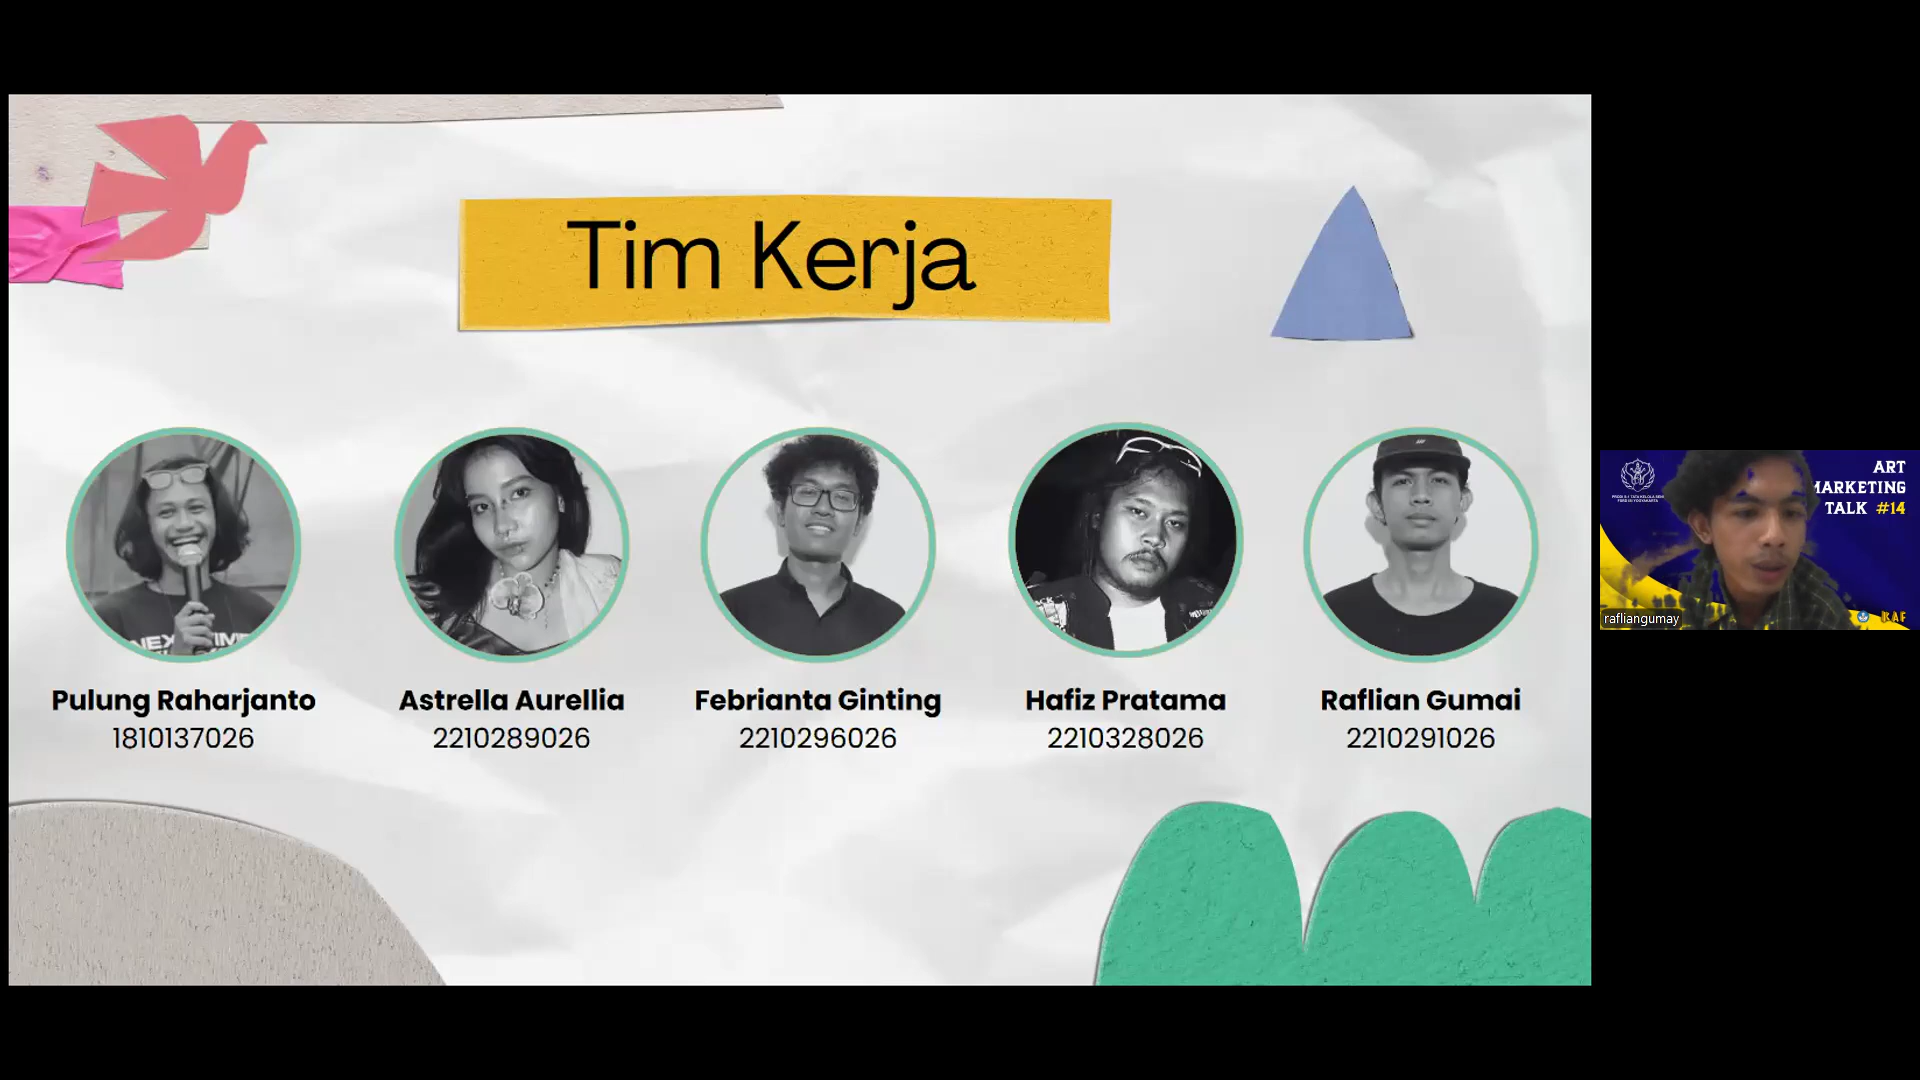 Tim Kerja
Pulung Raharjanto
1810137026
Astrella Aurellia
2210289026
Febrianta Ginting
2210296026
Hafiz Pratama
2210328026
Raflian Gumai
2210291026
ART
MARKETING
TALK #14
rafliangumay